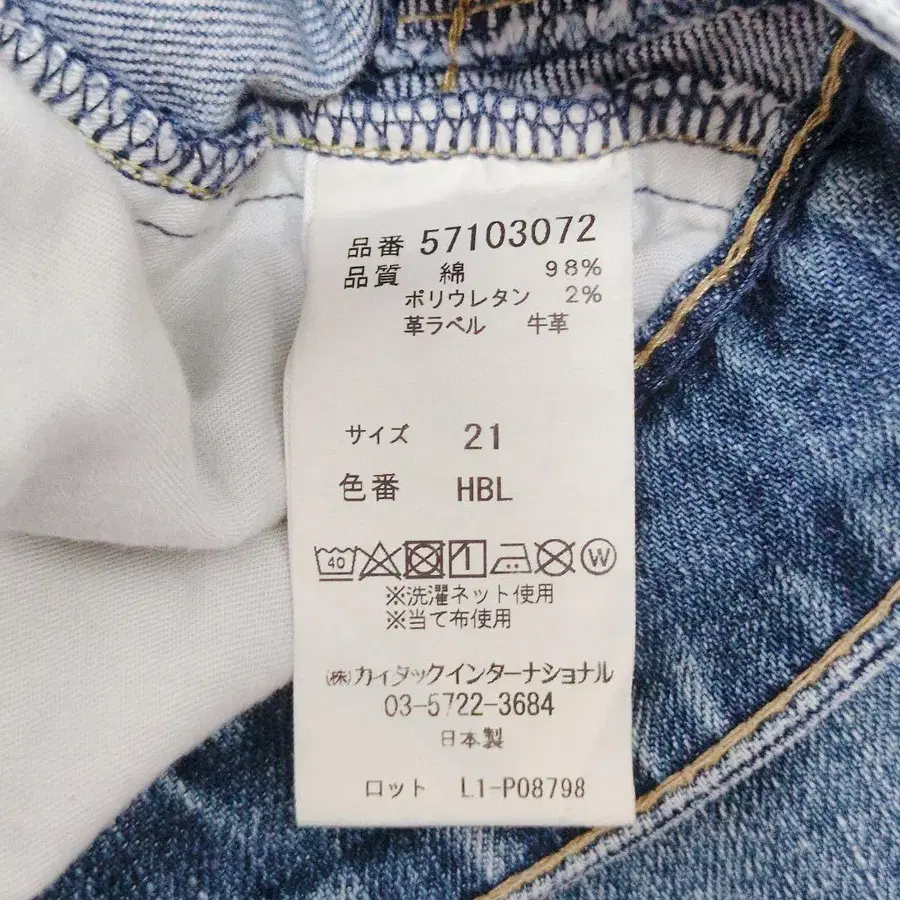 品番 57103072
品質 綿 98%
ポリウレタン 2%
革ラベル 牛革
サイズ 21
色番 HBL
40 W
※洗濯ネット使用
※当て布使用
㈱カイタックインターナショナル
03-5722-3684
日本製
ロット L1-P08798